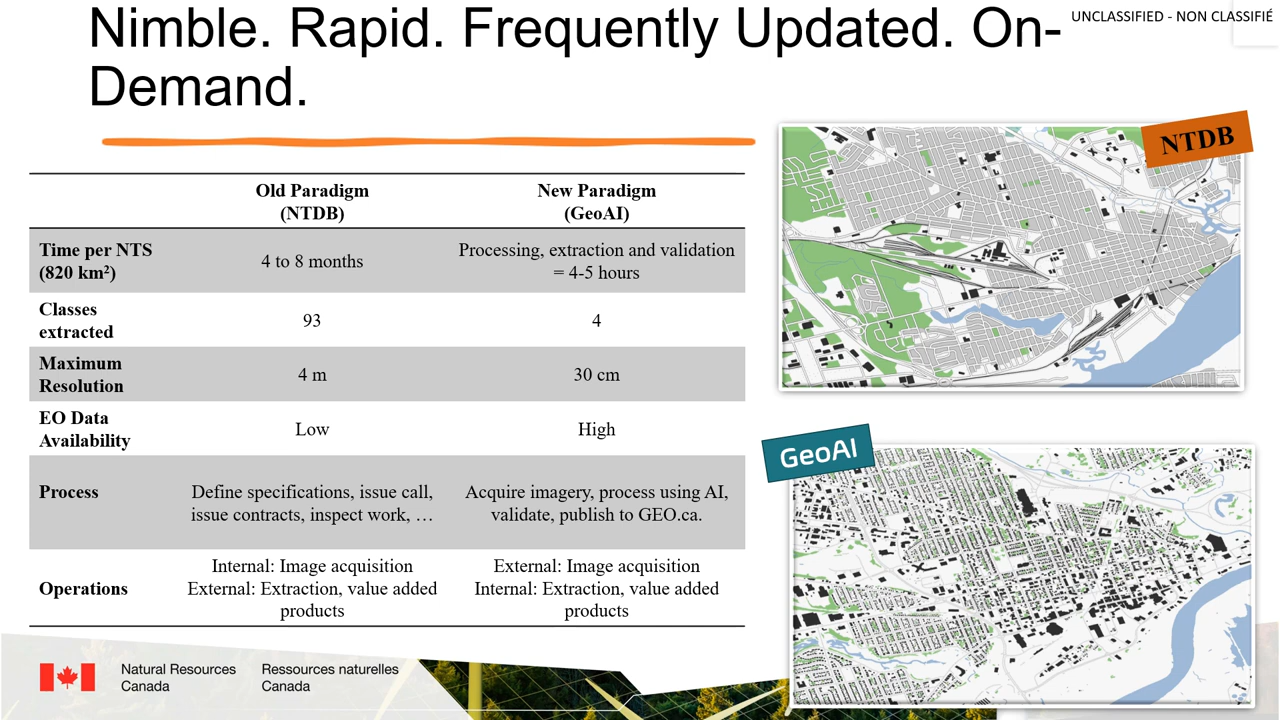 Nimble. Rapid. Frequently Updated. On-
Demand.
UNCLASSIFIED - NON CLASSIFIÉ
Old Paradigm
(NTDB)
New Paradigm
(GeoAI)
Time per NTS
(820 km²)
4 to 8 months
Processing, extraction and validation
= 4-5 hours
Classes
extracted
93
4
Maximum
Resolution
4 m
30 cm
EO Data
Availability
Low
High
Process
Define specifications, issue call,
issue contracts, inspect work, …
Acquire imagery, process using AI,
validate, publish to GEO.ca.
Operations
Internal: Image acquisition
External: Extraction, value added
products
External: Image acquisition
Internal: Extraction, value added
products
NTDB
GeoAI
Natural Resources
Canada
Ressources naturelles
Canada